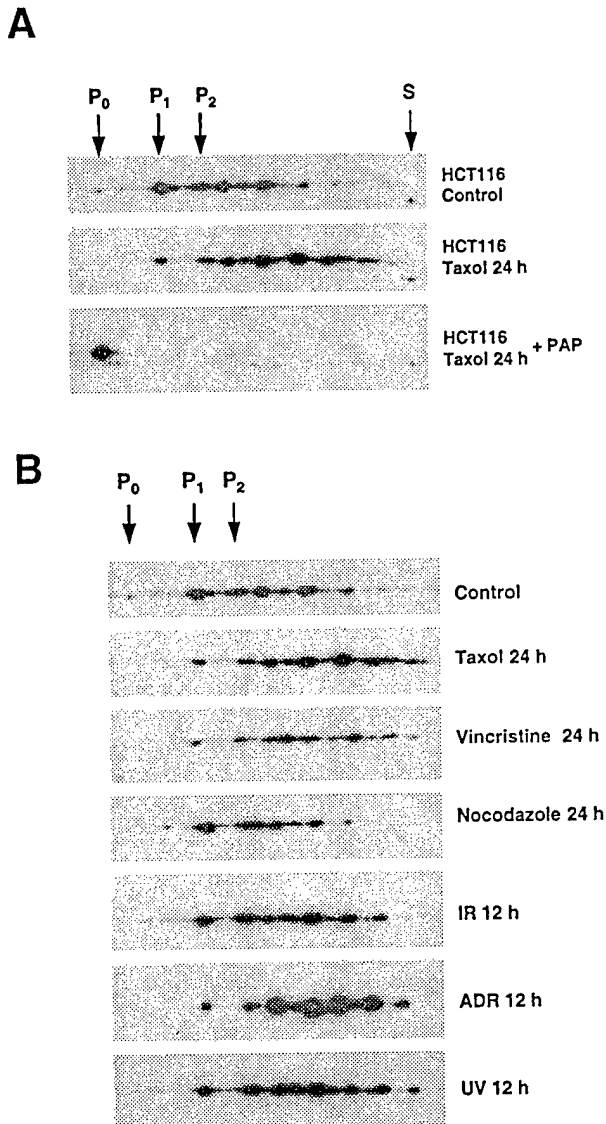 A
P₀ P₁ P₂ S
HCT116
Control
HCT116
Taxol 24 h
HCT116
Taxol 24 h + PAP
B
P₀ P₁ P₂
Control
Taxol 24 h
Vincristine 24 h
Nocodazole 24 h
IR 12 h
ADR 12 h
UV 12 h